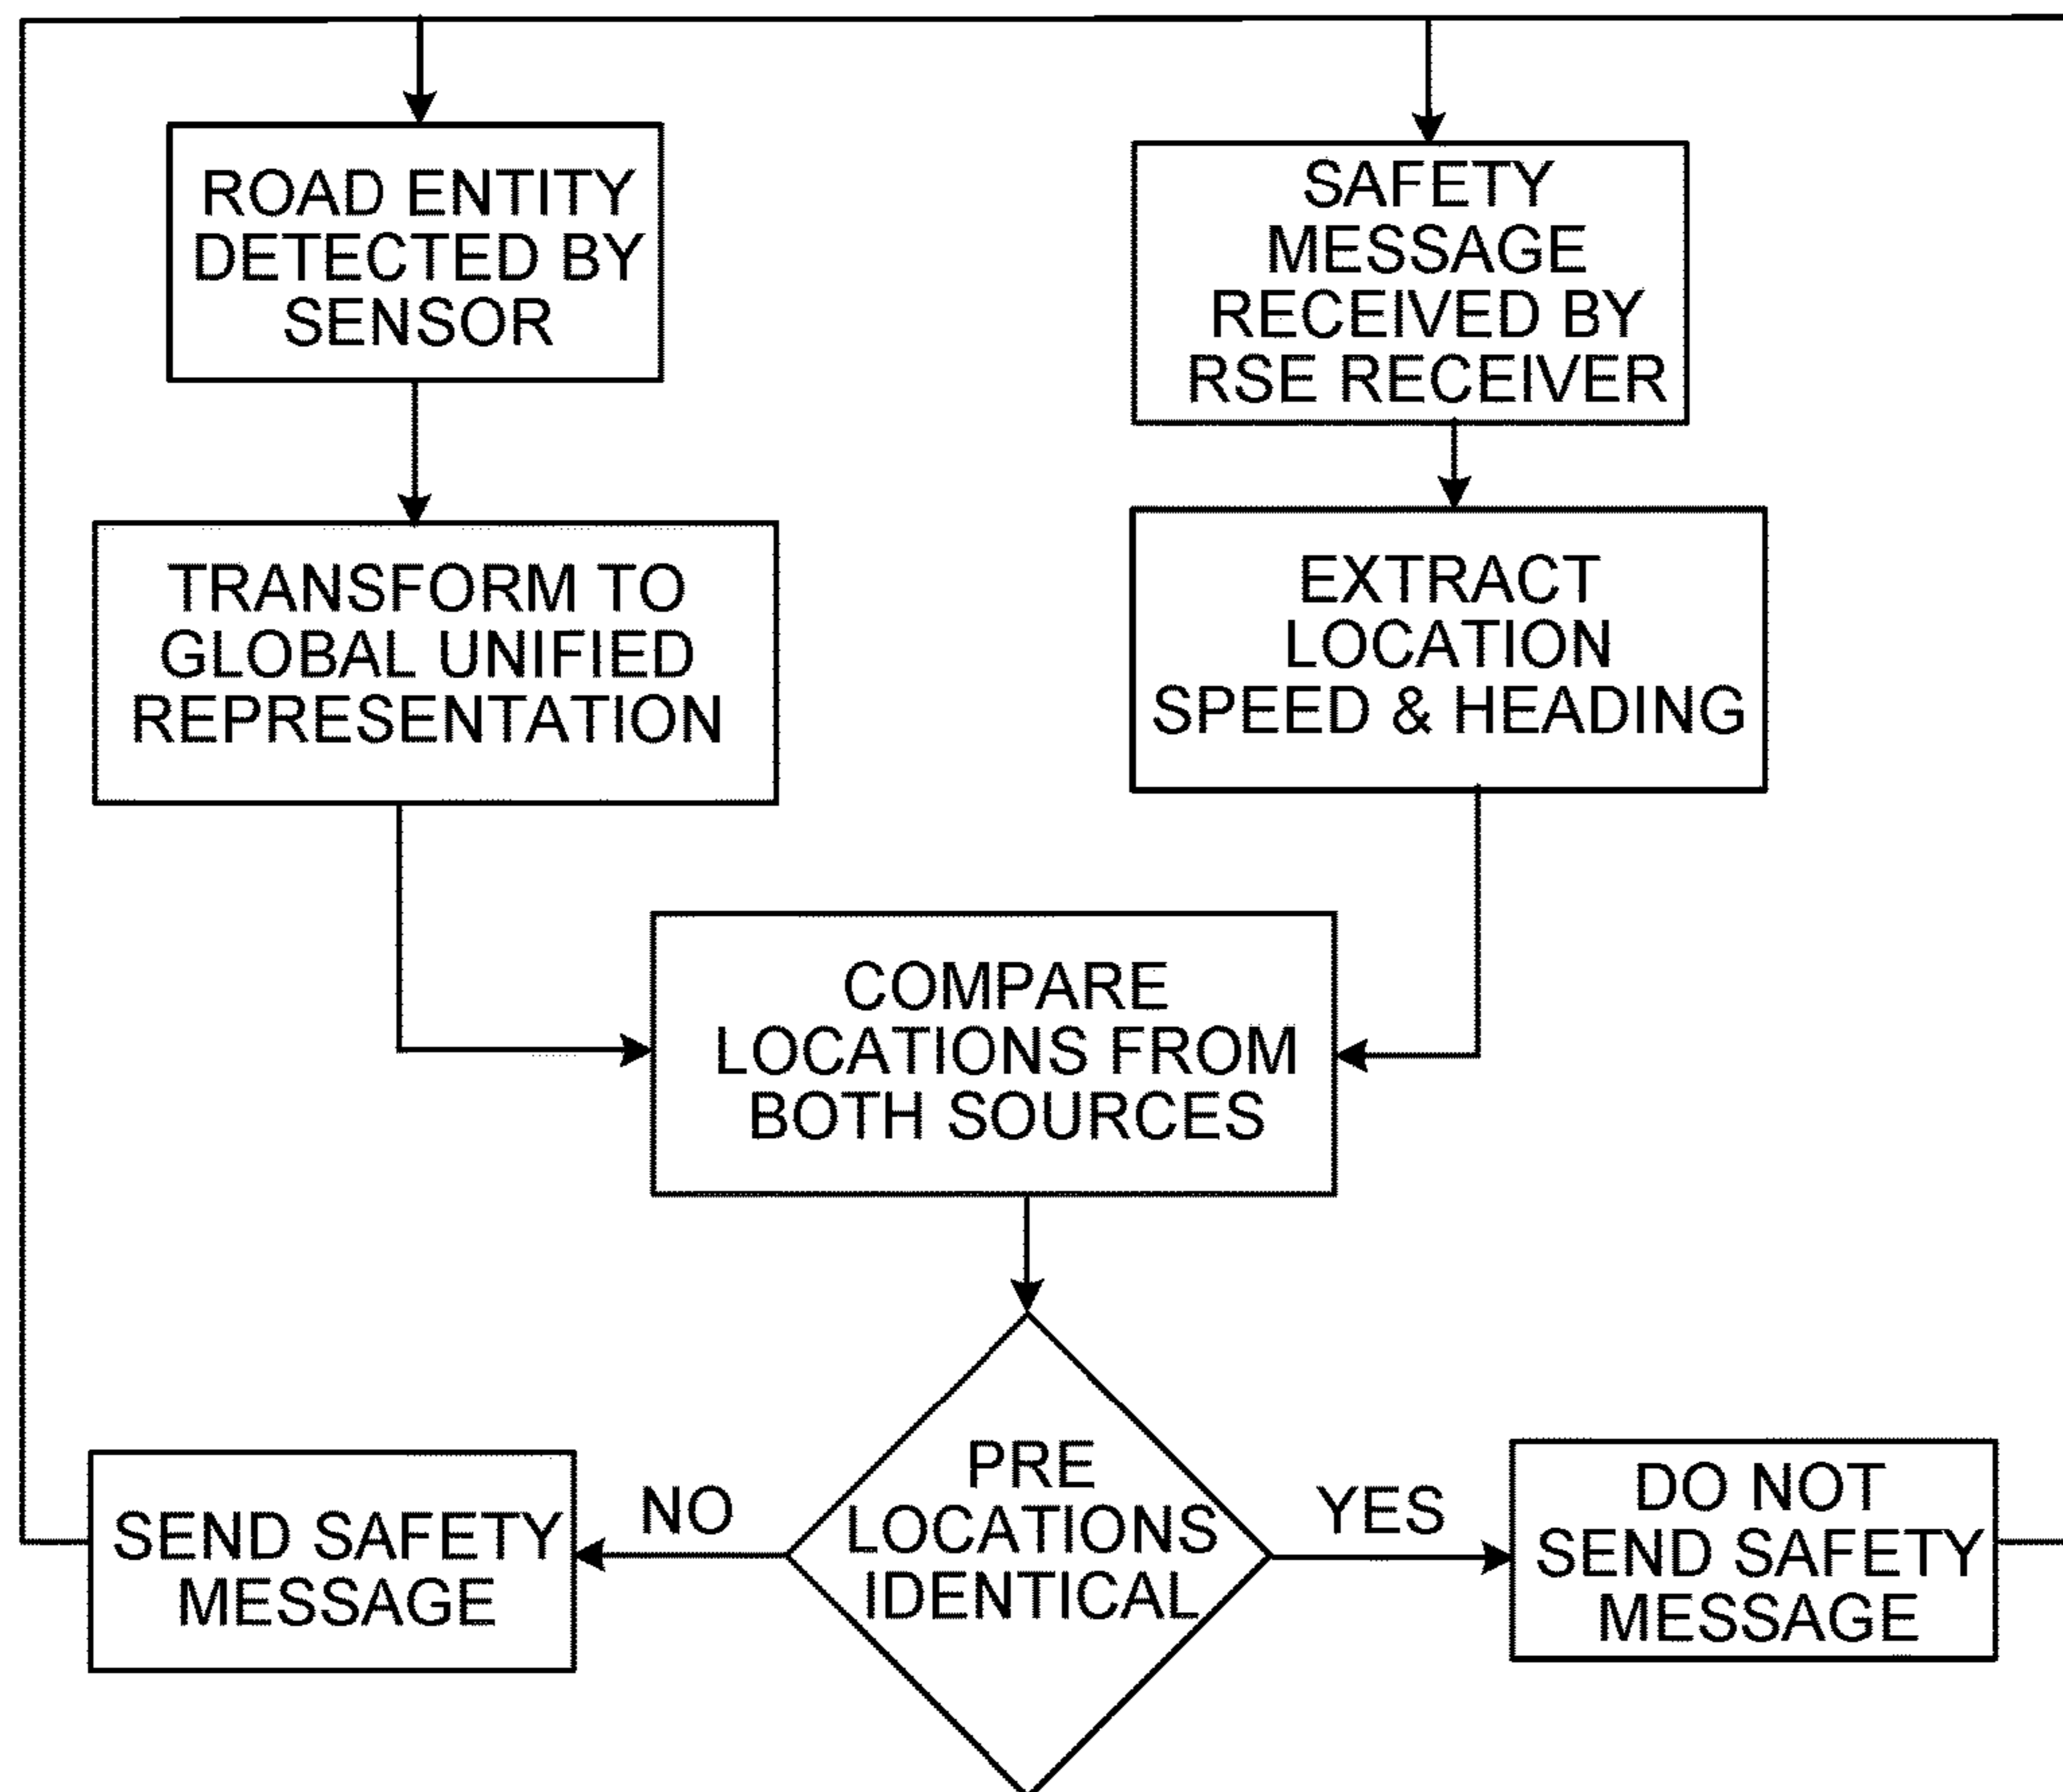 ROAD ENTITY
DETECTED BY
SENSOR
SAFETY
MESSAGE
RECEIVED BY
RSE RECEIVER
TRANSFORM TO
GLOBAL UNIFIED
REPRESENTATION
EXTRACT
LOCATION
SPEED & HEADING
COMPARE
LOCATIONS FROM
BOTH SOURCES
PRE
LOCATIONS
IDENTICAL
NO
YES
SEND SAFETY
MESSAGE
DO NOT
SEND SAFETY
MESSAGE